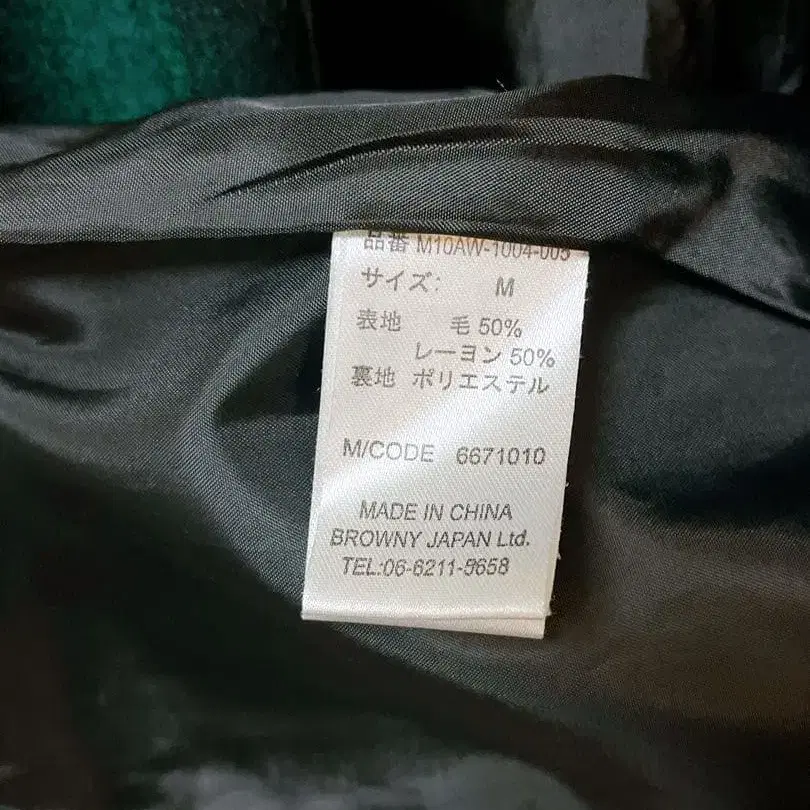 品番 M10AW-1004-005
サイズ: M
表地 毛 50%
レーヨン 50%
裏地 ポリエステル
M/CODE 6671010
MADE IN CHINA
BROWNY JAPAN Ltd.
TEL:06-6211-9658